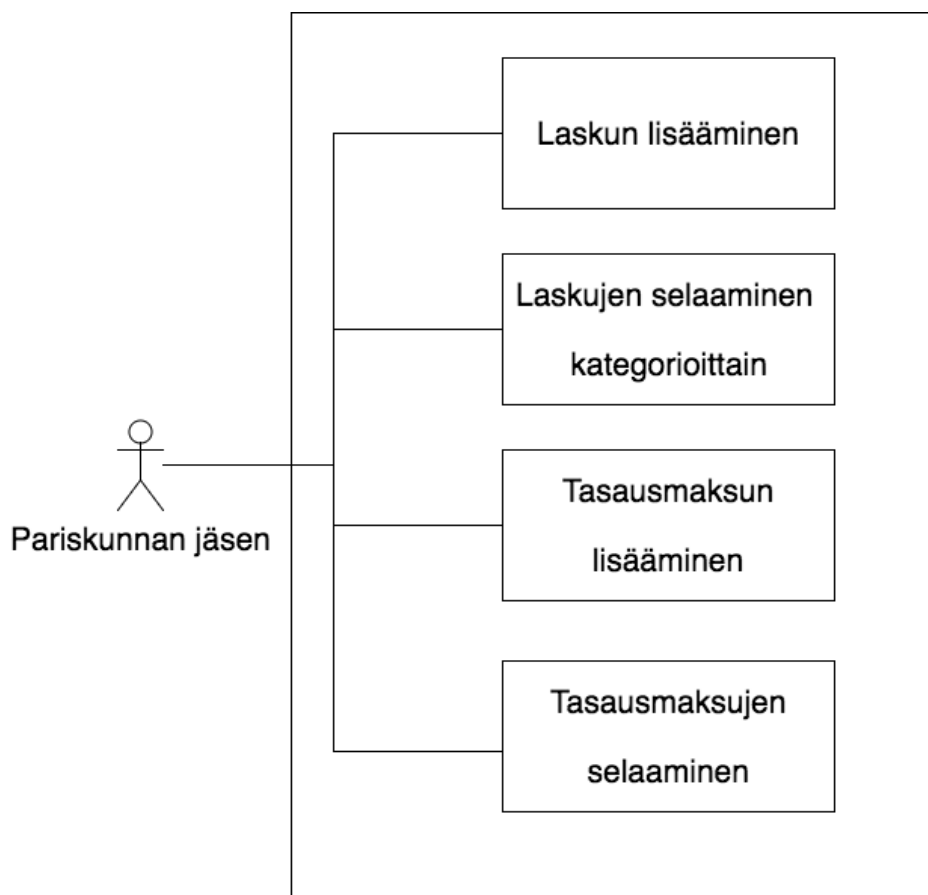 Laskun lisääminen
Laskujen selaaminen
kategorioittain
Pariskunnan jäsen
Tasausmaksun
lisääminen
Tasausmaksujen
selaaminen